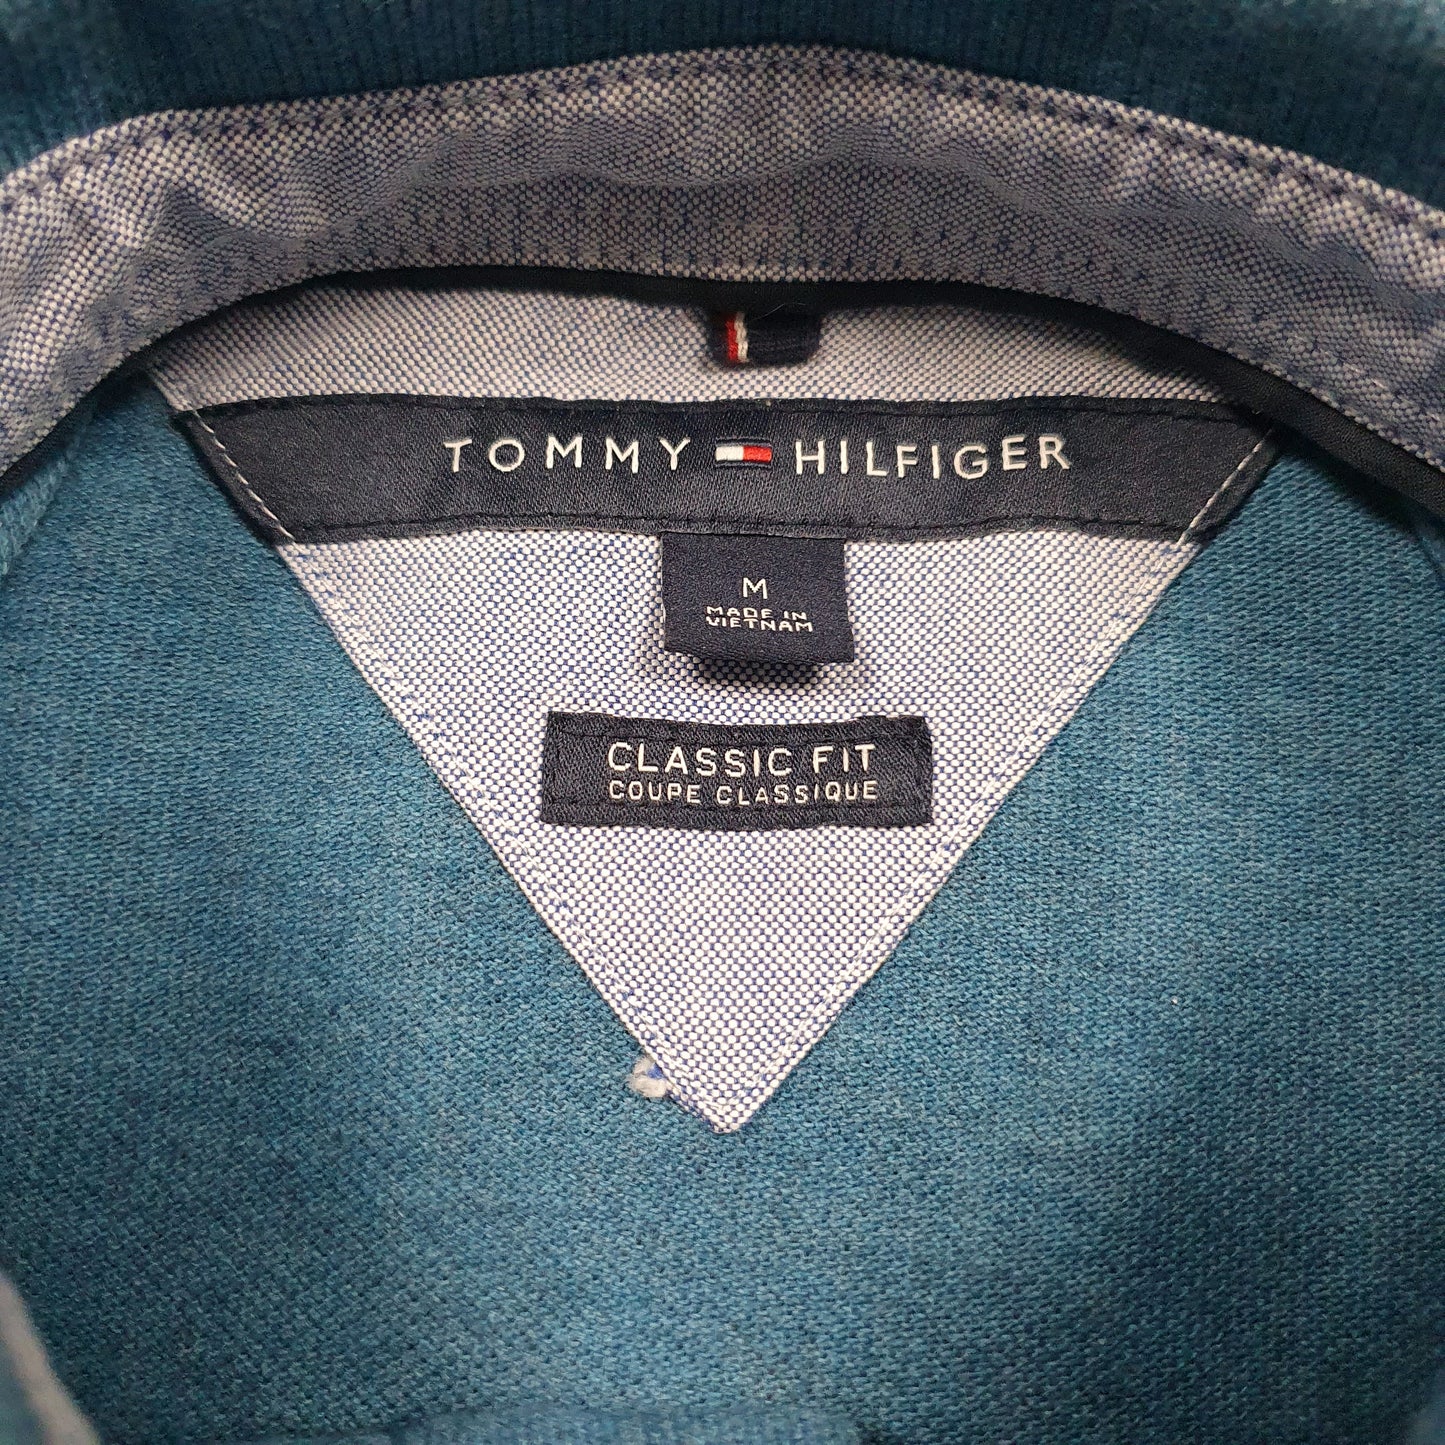 TOMMY HILFIGER
M
MADE IN
VIETNAM
CLASSIC FIT
COUPE CLASSIQUE